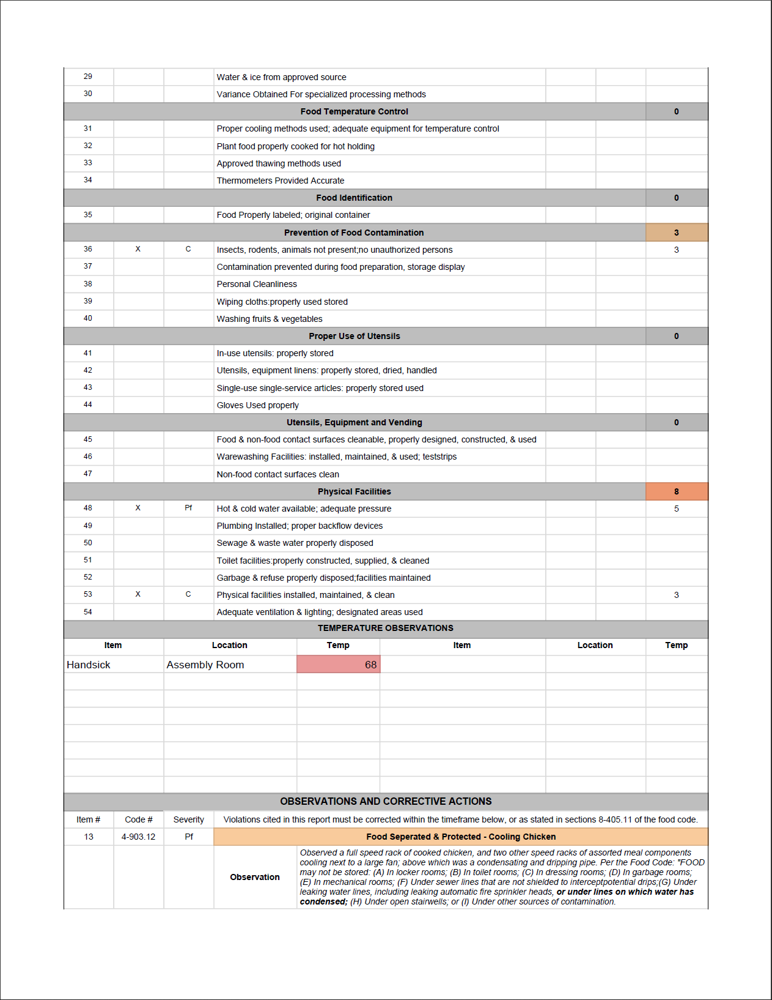 29 Water & ice from approved source
30 Variance Obtained For specialized processing methods
Food Temperature Control 0
31 Proper cooling methods used; adequate equipment for temperature control
32 Plant food properly cooked for hot holding
33 Approved thawing methods used
34 Thermometers Provided Accurate
Food Identification 0
35 Food Properly labeled; original container
Prevention of Food Contamination 3
36 X C Insects, rodents, animals not present;no unauthorized persons 3
37 Contamination prevented during food preparation, storage display
38 Personal Cleanliness
39 Wiping cloths:properly used stored
40 Washing fruits & vegetables
Proper Use of Utensils 0
41 In-use utensils: properly stored
42 Utensils, equipment linens: properly stored, dried, handled
43 Single-use single-service articles: properly stored used
44 Gloves Used properly
Utensils, Equipment and Vending 0
45 Food & non-food contact surfaces cleanable, properly designed, constructed, & used
46 Warewashing Facilities: installed, maintained, & used; teststrips
47 Non-food contact surfaces clean
Physical Facilities 8
48 X Pf Hot & cold water available; adequate pressure 5
49 Plumbing Installed; proper backflow devices
50 Sewage & waste water properly disposed
51 Toilet facilities:properly constructed, supplied, & cleaned
52 Garbage & refuse properly disposed;facilities maintained
53 X C Physical facilities installed, maintained, & clean 3
54 Adequate ventilation & lighting; designated areas used
TEMPERATURE OBSERVATIONS
Item Location Temp Item Location Temp
Handsick Assembly Room 68
OBSERVATIONS AND CORRECTIVE ACTIONS
Item # Code # Severity Violations cited in this report must be corrected within the timeframe below, or as stated in sections 8-405.11 of the food code.
13 4-903.12 Pf Food Seperated & Protected - Cooling Chicken
Observation
Observed a full speed rack of cooked chicken, and two other speed racks of assorted meal components
cooling next to a large fan; above which was a condensating and dripping pipe. Per the Food Code: "FOOD
may not be stored: (A) In locker rooms; (B) In toilet rooms; (C) In dressing rooms; (D) In garbage rooms;
(E) In mechanical rooms; (F) Under sewer lines that are not shielded to interceptpotential drips;(G) Under
leaking water lines, including leaking automatic fire sprinkler heads, or under lines on which water has
condensed; (H) Under open stairwells; or (I) Under other sources of contamination.